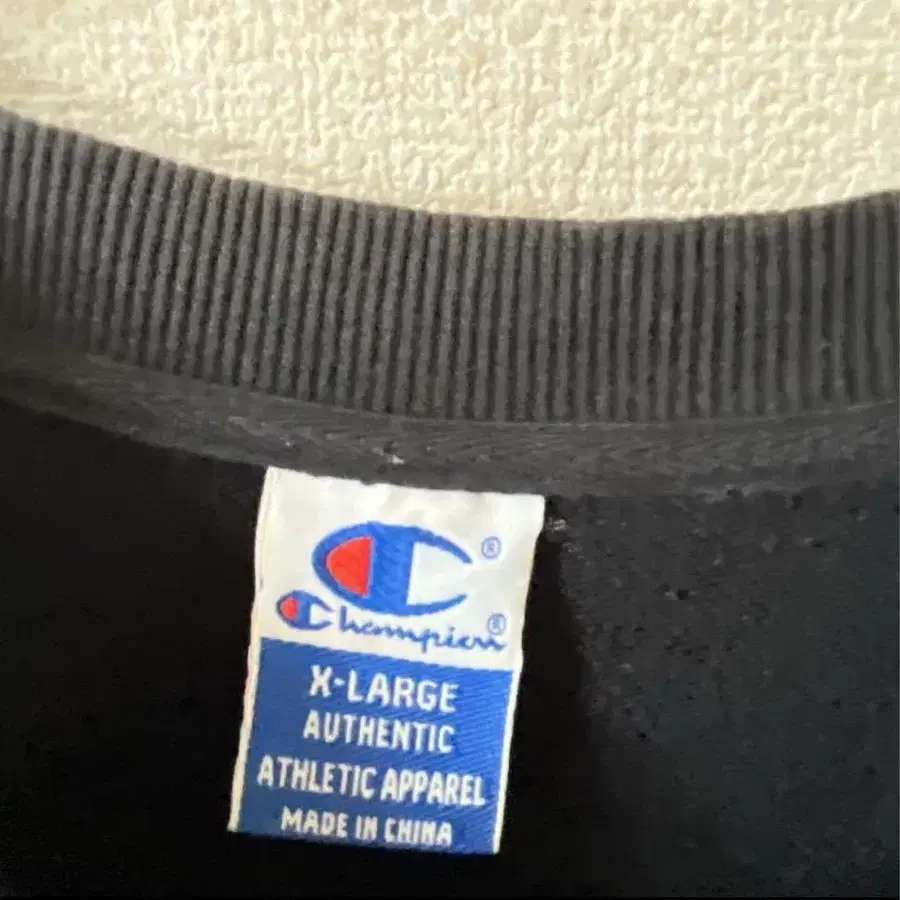 ®
Champion®
X-LARGE
AUTHENTIC
ATHLETIC APPAREL
MADE IN CHINA